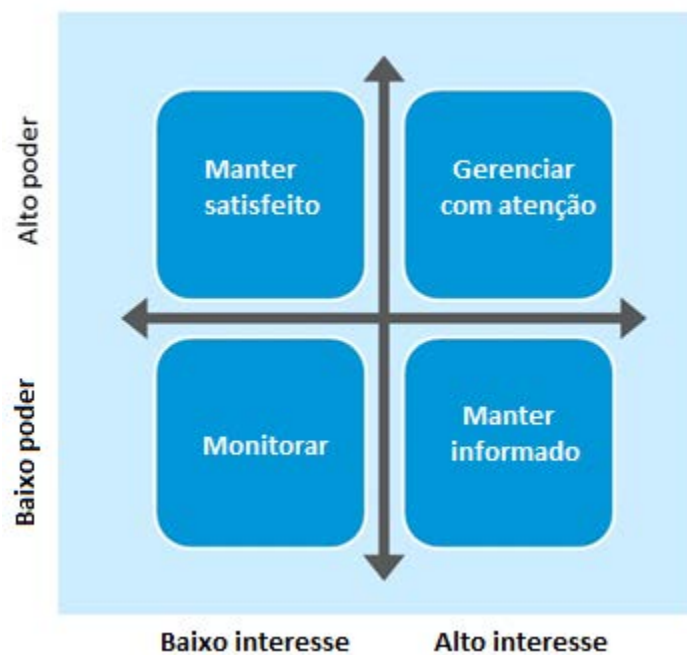 Alto poder
Manter
satisfeito
Gerenciar
com atenção
Baixo poder
Monitorar
Manter
informado
Baixo interesse
Alto interesse